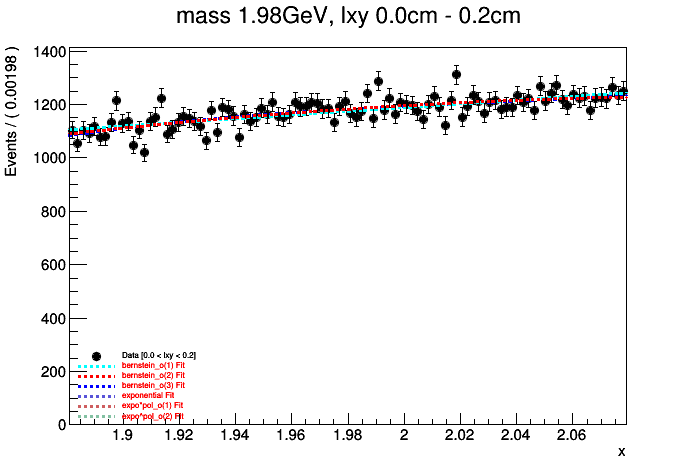 mass 1.98GeV, lxy 0.0cm - 0.2cm
Events / ( 0.00198 )
1400
1200
1000
800
600
400
200
0
Data [0.0 < lxy < 0.2]
bernstein_o(1) Fit
bernstein_o(2) Fit
bernstein_o(3) Fit
exponential Fit
expo*pol_o(1) Fit
expo*pol_o(2) Fit
1.9 1.92 1.94 1.96 1.98 2 2.02 2.04 2.06
x